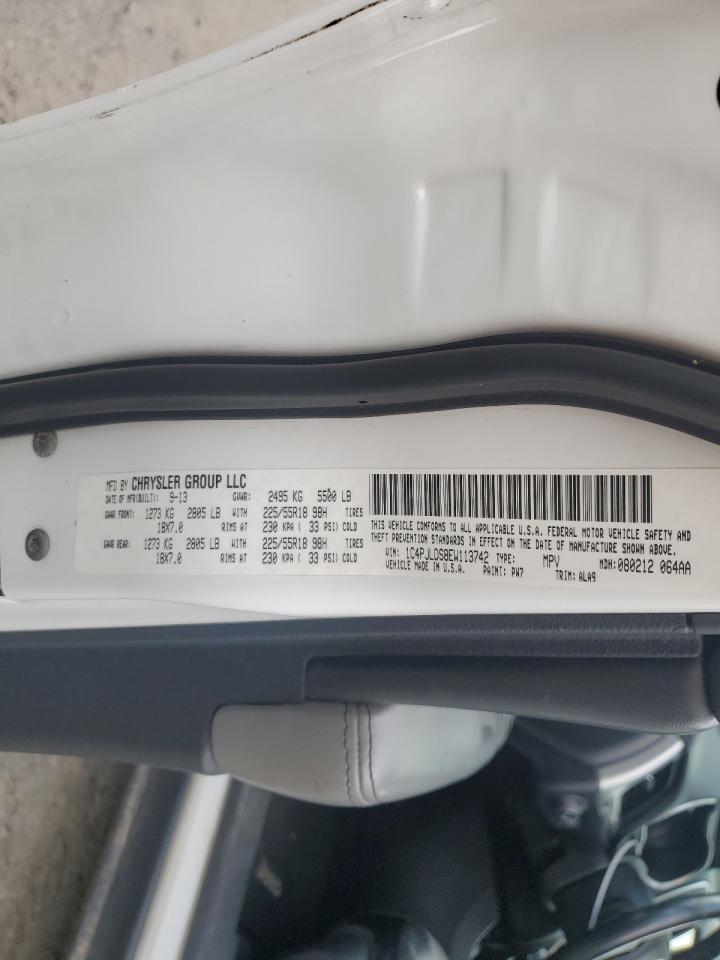 MFD BY CHRYSLER GROUP LLC
DATE OF MFR(BUILT): 9-13 GVWR: 2495 KG 5500 LB
GAWR FRONT: 1273 KG 2805 LB WITH 225/55R18 98H TIRES
18X7.0 RIMS AT 230 KPA ( 33 PSI) COLD
GAWR REAR: 1273 KG 2805 LB WITH 225/55R18 98H TIRES
18X7.0 RIMS AT 230 KPA ( 33 PSI) COLD
THIS VEHICLE CONFORMS TO ALL APPLICABLE U.S.A. FEDERAL MOTOR VEHICLE SAFETY AND
THEFT PREVENTION STANDARDS IN EFFECT ON THE DATE OF MANUFACTURE SHOWN ABOVE.
VIN: 1C4PJLDS8EW113742 TYPE: MPV MDH: 080212 064AA
VEHICLE MADE IN U.S.A. PAINT: PW7 TRIM: ALA9